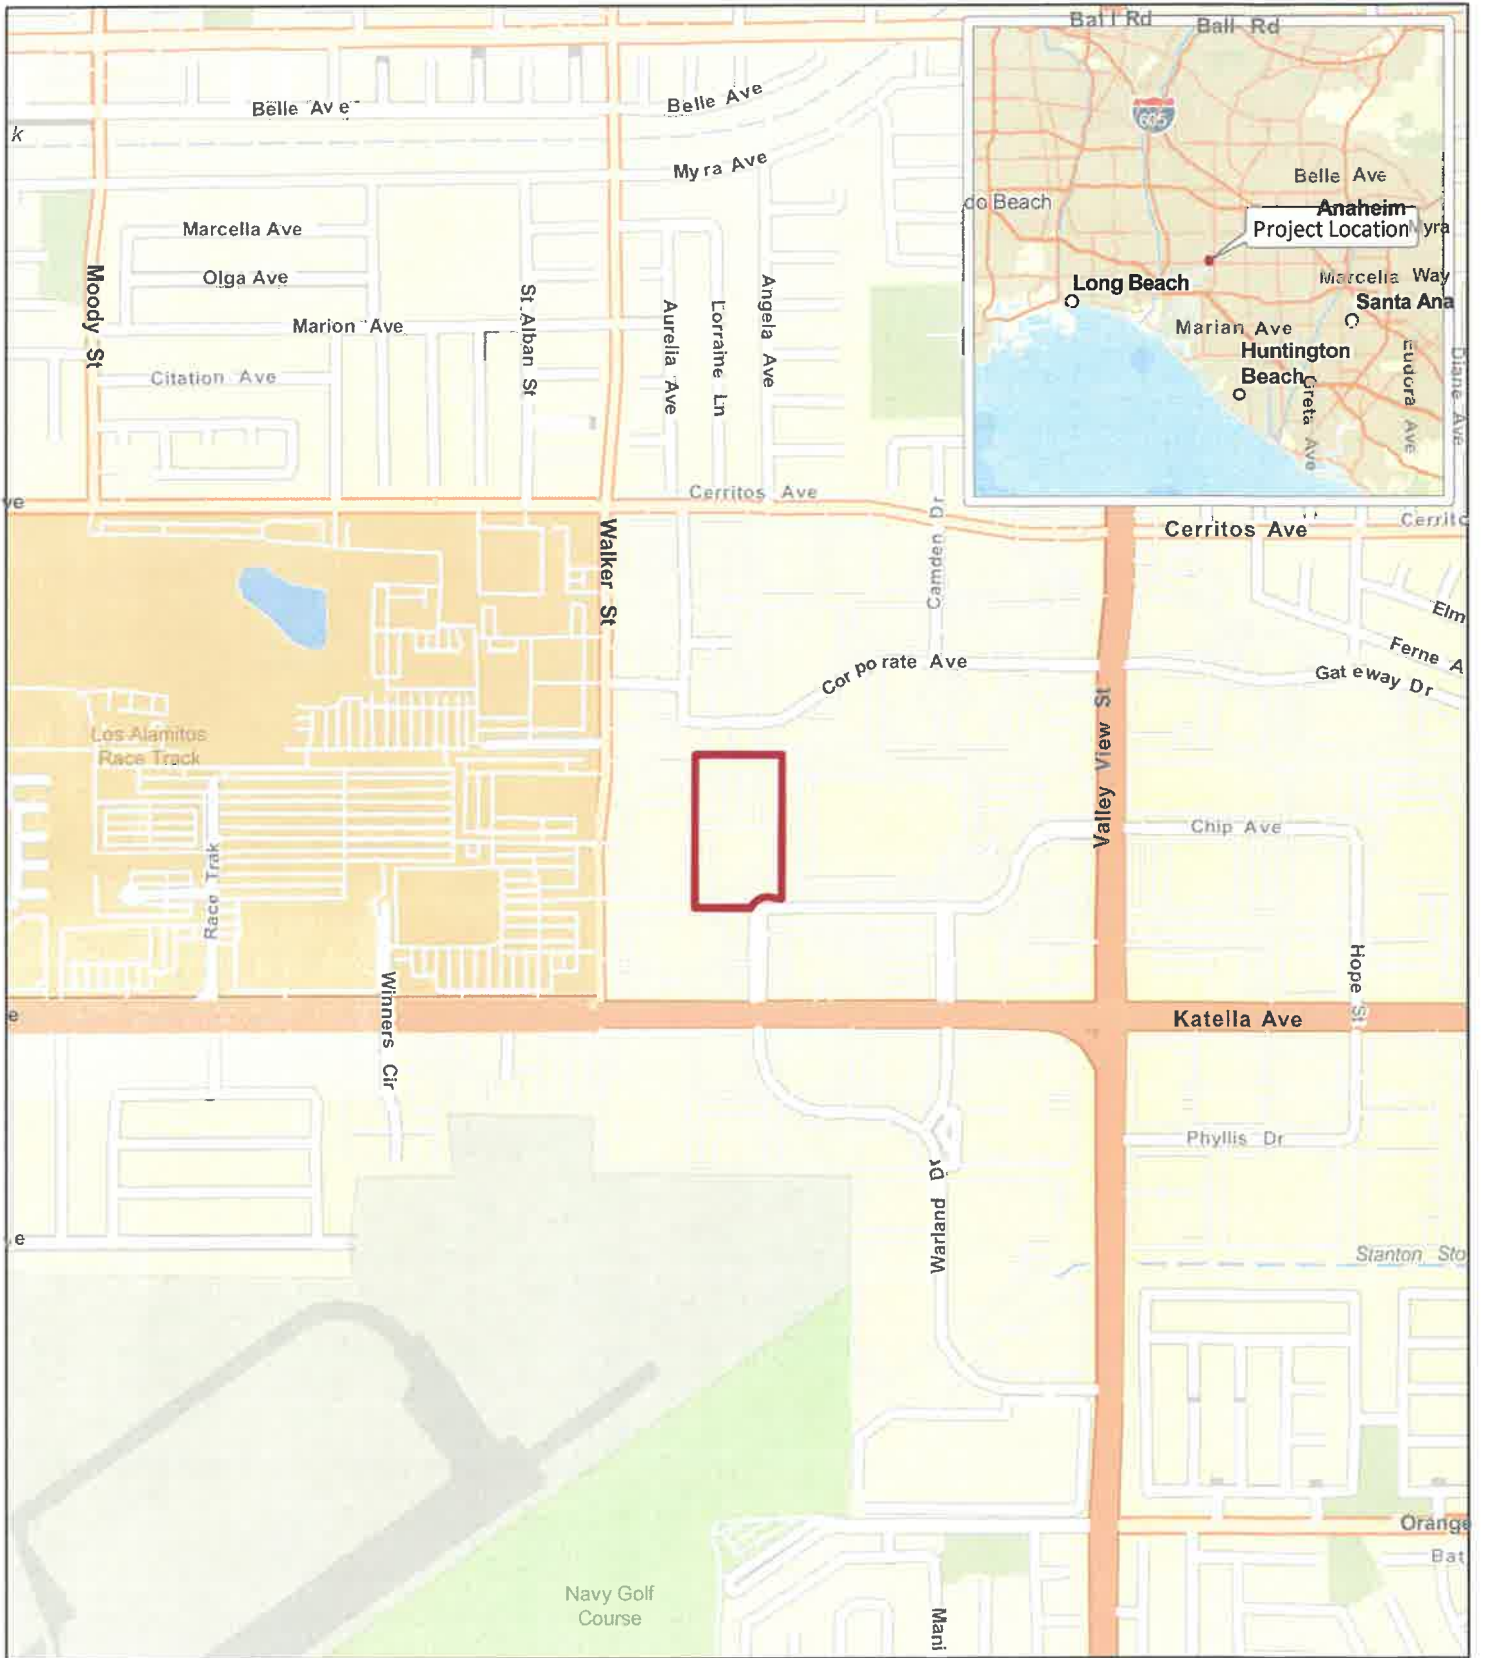 Ball Rd
Ball Rd
Belle Ave
Belle Ave
605
k
Myra Ave
Belle Ave
do Beach
Anaheim
Marcella Ave
Project Location
Myra
Olga Ave
Moody St
St Alban St
Aurelia Ave
Lorraine Ln
Angela Ave
Long Beach
Marcella Way
Santa Ana
Marion Ave
Marian Ave
Huntington
Beach
Greta Ave
Eudora Ave
Diane Ave
Citation Ave
ve
Cerritos Ave
Cerritos Ave
Cerrito
Walker St
Camden Dr
Elm
Ferne A
Corporate Ave
Gateway Dr
Los Alamitos
Race Track
Valley View St
Chip Ave
Race Trak
Winners Cir
Hope St
e
Katella Ave
Phyllis Dr
Warland Dr
e
Stanton Sto
Orange
Bat
Navy Golf
Course
Mani